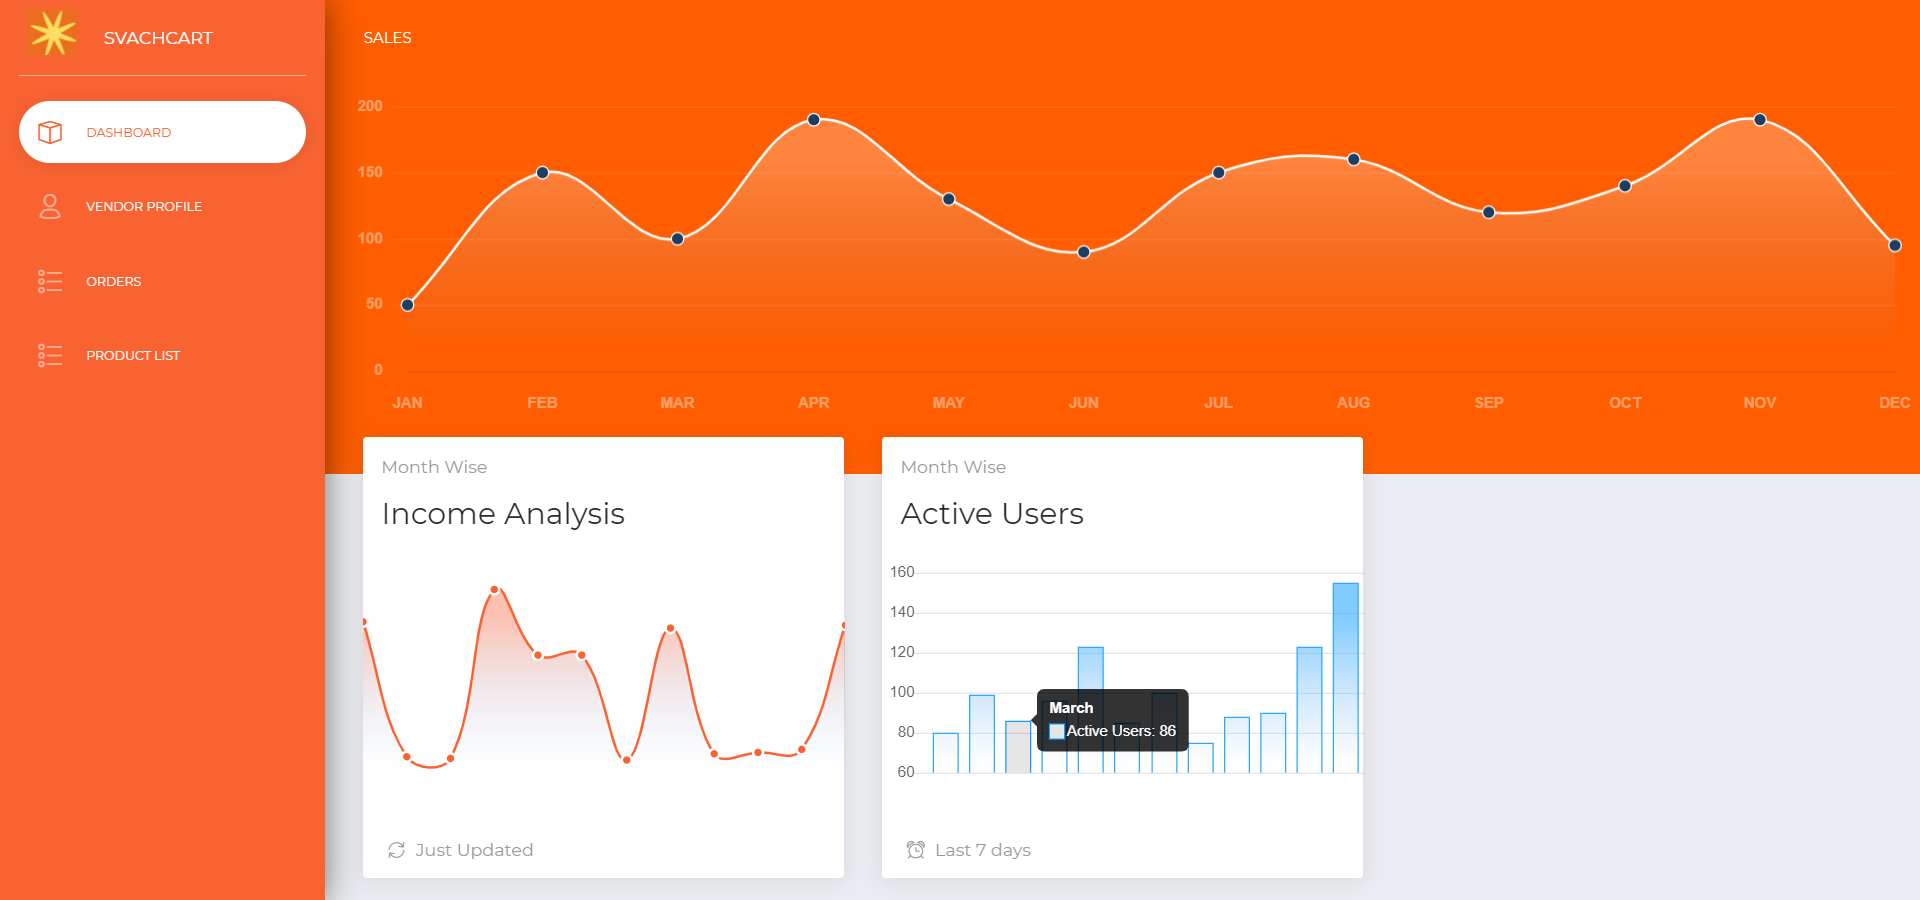 SVACHCART
DASHBOARD
VENDOR PROFILE
ORDERS
PRODUCT LIST
SALES
200
150
100
50
0
JAN FEB MAR APR MAY JUN JUL AUG SEP OCT NOV DEC
Month Wise
Income Analysis
Just Updated
Month Wise
Active Users
160
140
120
100
80
60
March
Active Users: 86
Last 7 days